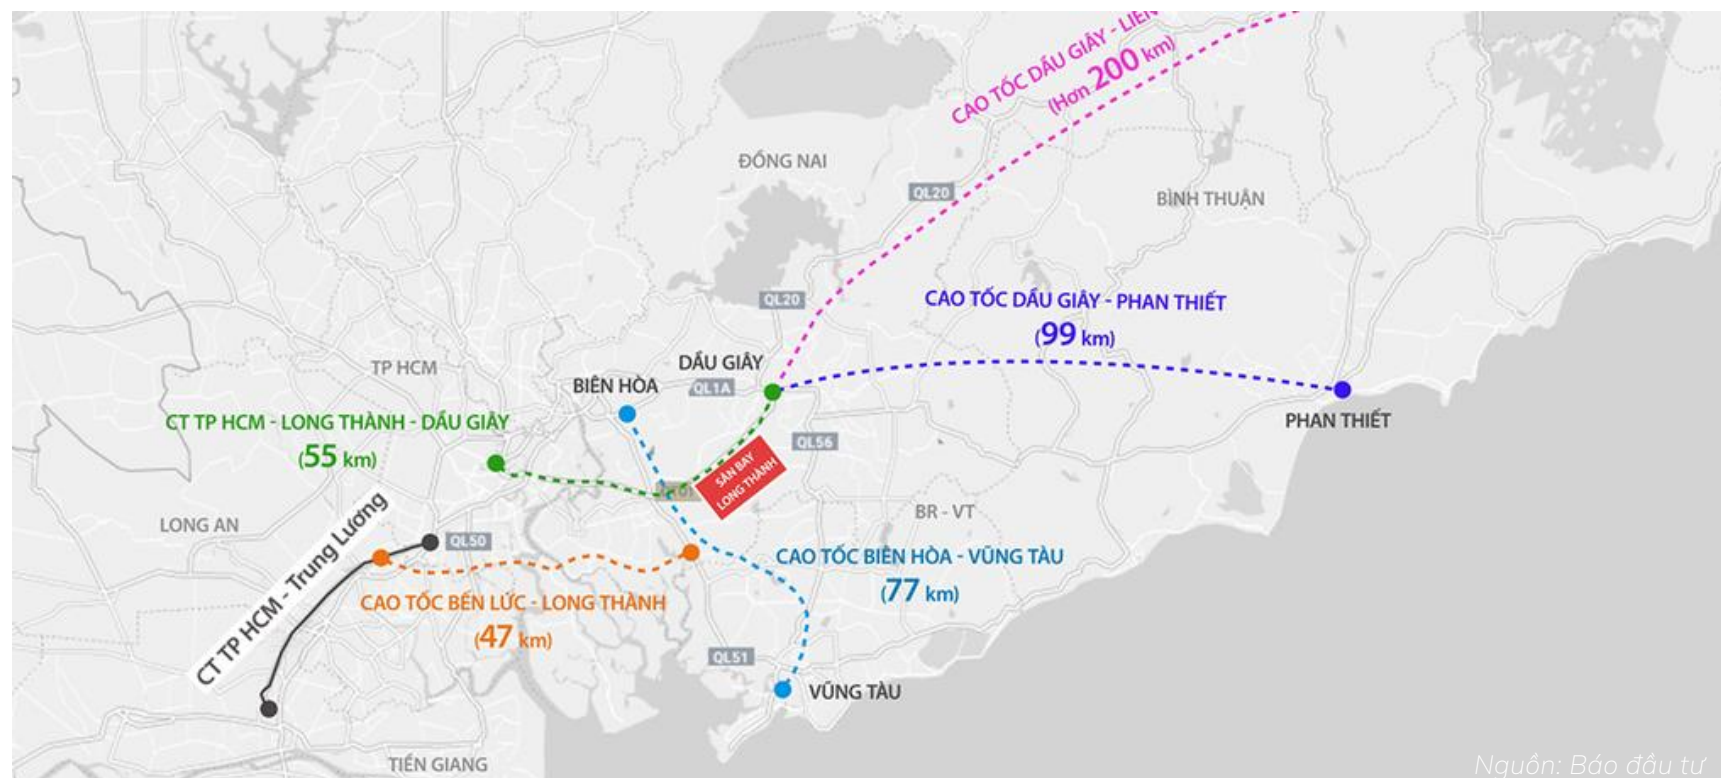 CAO TỐC DẦU GIÂY - LIÊN
(Hơn 200 km)
ĐỒNG NAI
QL20
BÌNH THUẬN
QL20
CAO TỐC DẦU GIÂY - PHAN THIẾT
(99 km)
TP HCM
DẦU GIÂY
BIÊN HÒA
QL1A
PHAN THIẾT
CT TP HCM - LONG THÀNH - DẦU GIÂY
(55 km)
QL56
SÂN BAY
LONG THÀNH
LONG AN
BR - VT
CT TP HCM - Trung Lương
QL50
CAO TỐC BIÊN HÒA - VŨNG TÀU
(77 km)
CAO TỐC BẾN LỨC - LONG THÀNH
(47 km)
QL51
VŨNG TÀU
TIỀN GIANG
Nguồn: Báo đầu tư